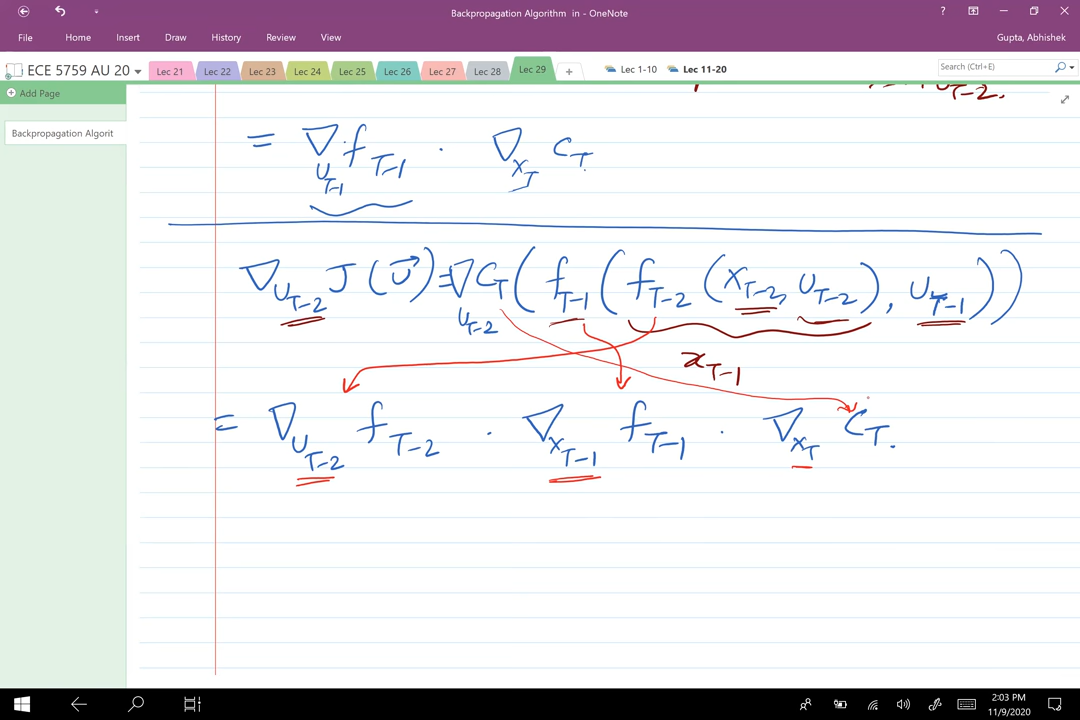 Backpropagation Algorithm in - OneNote
?
Gupta, Abhishek
File Home Insert Draw History Review View
ECE 5759 AU 20 Lec 21 Lec 22 Lec 23 Lec 24 Lec 25 Lec 26 Lec 27 Lec 28 Lec 29 + Lec 1-10 Lec 11-20 Search (Ctrl+E)
Add Page
Backpropagation Algorit
U_{T-2}.
= ∇_{U_{T-1}} f_{T-1} · ∇_{X_T} C_T
∇_{U_{T-2}} J(U⃗) = ∇_{U_{T-2}} C_T ( f_{T-1} ( f_{T-2} ( X_{T-2}, U_{T-2} ) , U_{T-1} ) )
x_{T-1}
= ∇_{U_{T-2}} f_{T-2} · ∇_{X_{T-1}} f_{T-1} · ∇_{X_T} C_T.
2:03 PM
11/9/2020